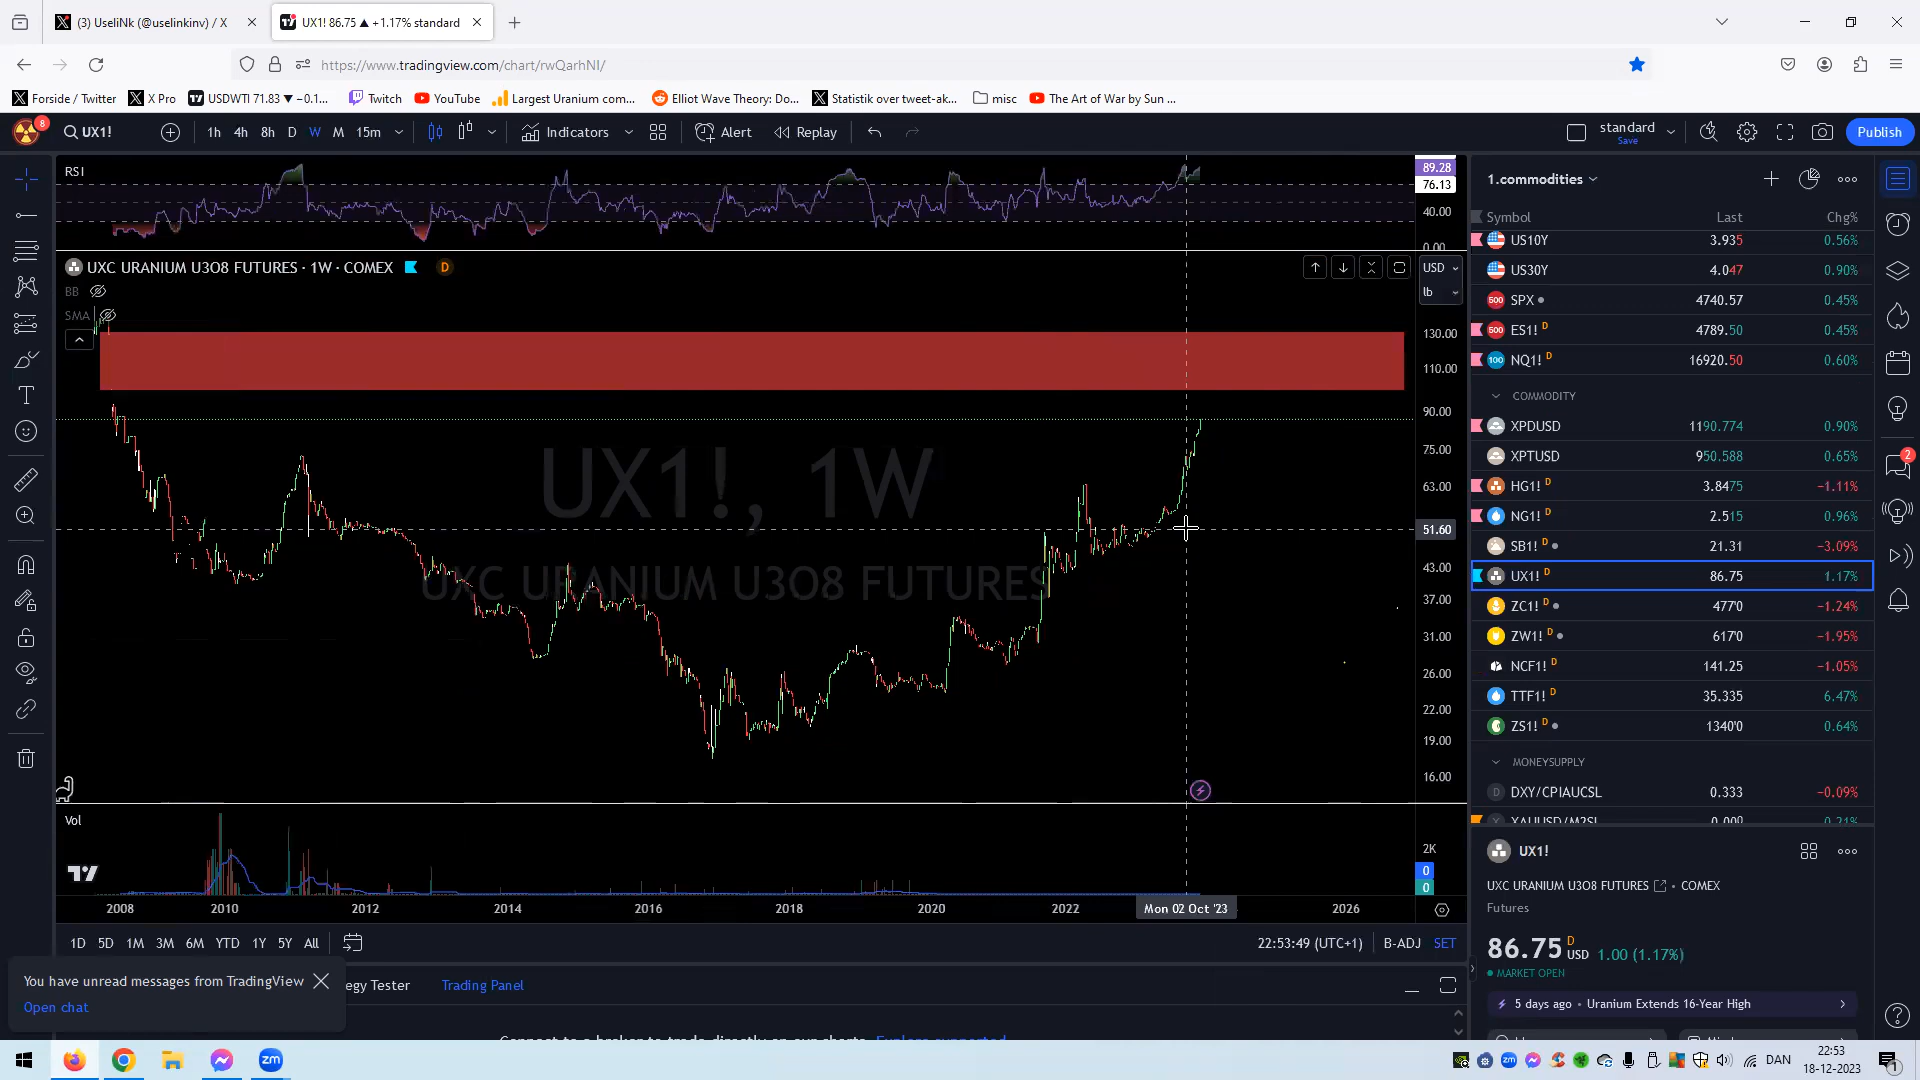 (3) UseliNk (@uselinkinv) / X
UX1! 86.75 ▲ +1.17% standard
https://www.tradingview.com/chart/rwQarhNI/
Forside / Twitter
X Pro
USDWTI 71.83 ▼ −0.1...
Twitch
YouTube
Largest Uranium com...
Elliot Wave Theory: Do...
Statistik over tweet-ak...
misc
The Art of War by Sun ...
8
UX1!
1h 4h 8h D W M 15m
Indicators
Alert
Replay
standard
Save
Publish
RSI
89.28
76.13
40.00
0.00
UXC URANIUM U3O8 FUTURES · 1W · COMEX
D
BB
SMA
USD
lb
130.00
110.00
90.00
75.00
63.00
51.60
43.00
37.00
31.00
26.00
22.00
19.00
16.00
UX1!, 1W
UXC URANIUM U3O8 FUTURES
Vol
2K
0
0
2008 2010 2012 2014 2016 2018 2020 2022 Mon 02 Oct '23 2026
1D 5D 1M 3M 6M YTD 1Y 5Y All
22:53:49 (UTC+1) B-ADJ SET
You have unread messages from TradingView
Open chat
egy Tester
Trading Panel
1.commodities
Symbol Last Chg%
US10Y 3.935 0.56%
US30Y 4.047 0.90%
SPX 4740.57 0.45%
ES1! D 4789.50 0.45%
NQ1! D 16920.50 0.60%
COMMODITY
XPDUSD 1190.774 0.90%
XPTUSD 950.588 0.65%
HG1! D 3.8475 −1.11%
NG1! D 2.515 0.96%
SB1! D 21.31 −3.09%
UX1! D 86.75 1.17%
ZC1! D 477'0 −1.24%
ZW1! D 617'0 −1.95%
NCF1! D 141.25 −1.05%
TTF1! D 35.335 6.47%
ZS1! D 1340'0 0.64%
MONEYSUPPLY
DXY/CPIAUCSL 0.333 −0.09%
XAUUSD/M2SL 0.00⁰ 0.21%
UX1!
UXC URANIUM U3O8 FUTURES • COMEX
Futures
86.75 D USD 1.00 (1.17%)
MARKET OPEN
5 days ago • Uranium Extends 16-Year High
2
DAN
22:53
18-12-2023
1